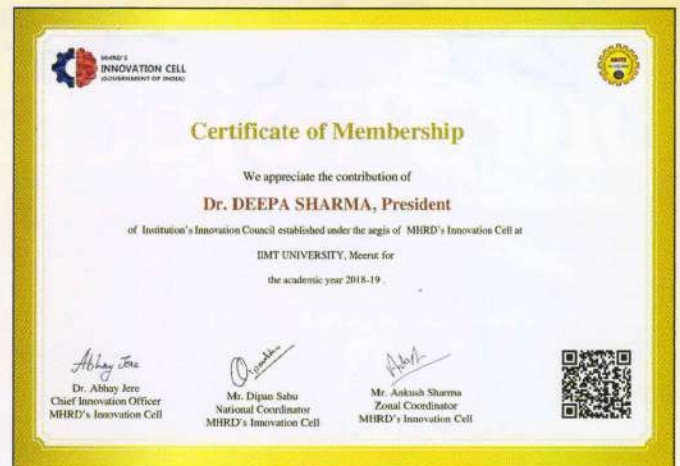 MHRD'S
INNOVATION CELL
(GOVERNMENT OF INDIA)
AICTE
Certificate of Membership
We appreciate the contribution of
Dr. DEEPA SHARMA, President
of Institution's Innovation Council established under the aegis of MHRD's Innovation Cell at
IIMT UNIVERSITY, Meerut for
the academic year 2018-19 .
Abhay Jere
Dr. Abhay Jere
Chief Innovation Officer
MHRD's Innovation Cell
Mr. Dipan Sahu
National Coordinator
MHRD's Innovation Cell
Mr. Ankush Sharma
Zonal Coordinator
MHRD's Innovation Cell